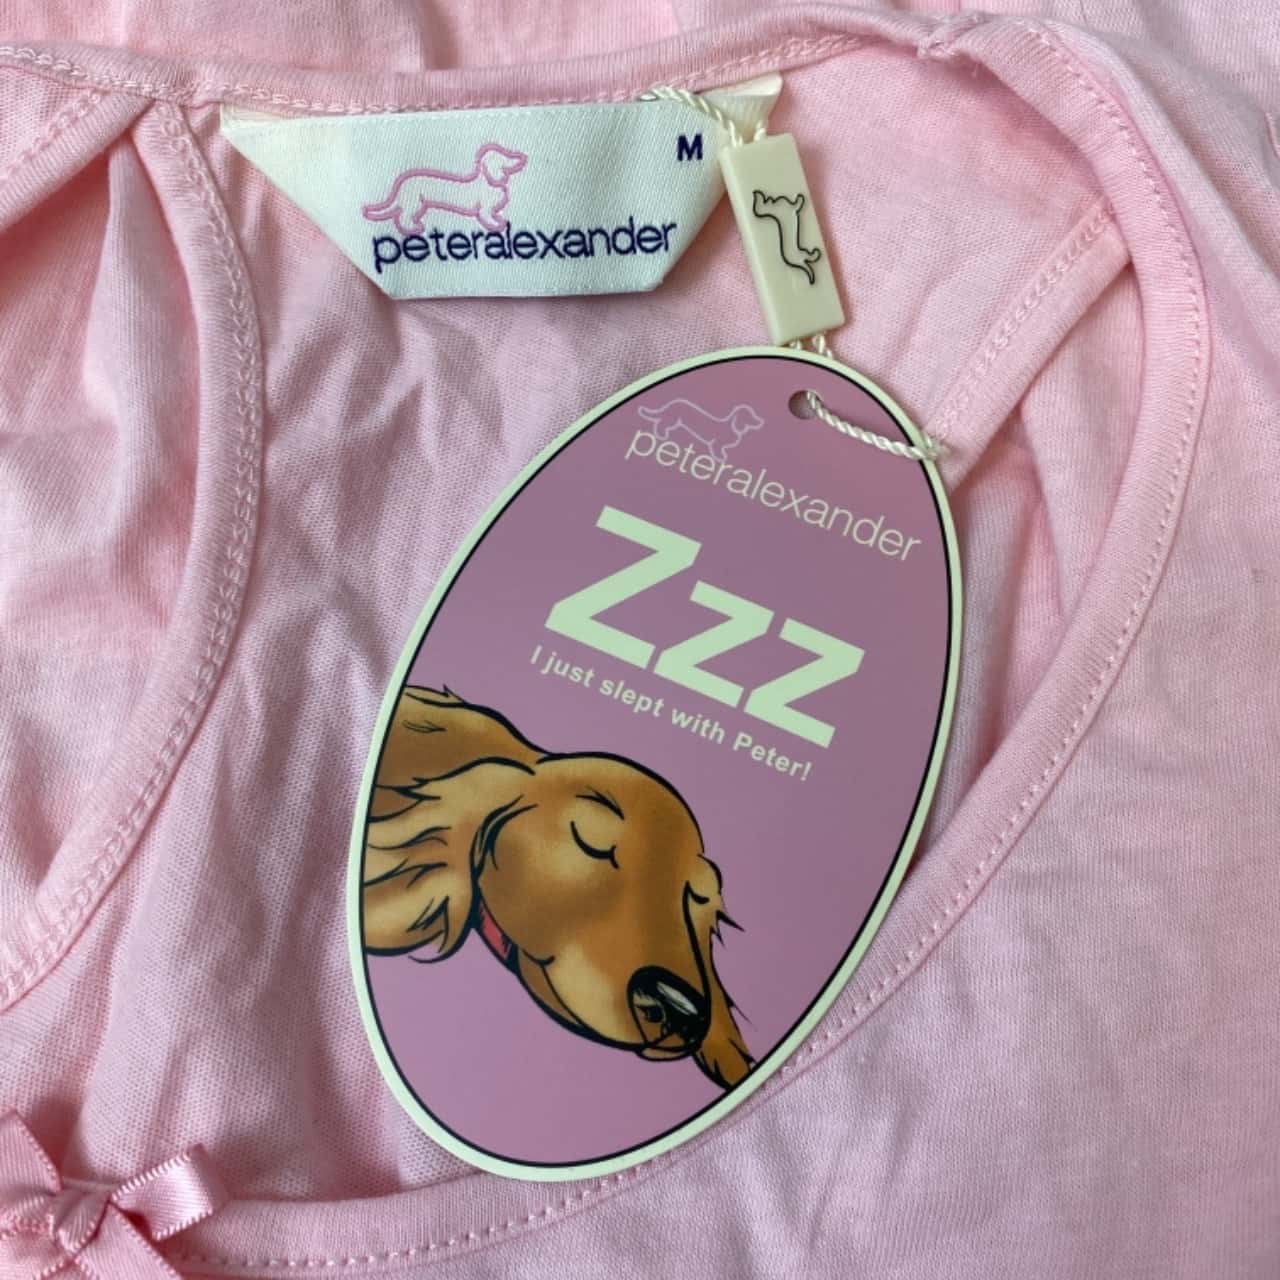 M
peteralexander
peteralexander
Zzz
I just slept with Peter!